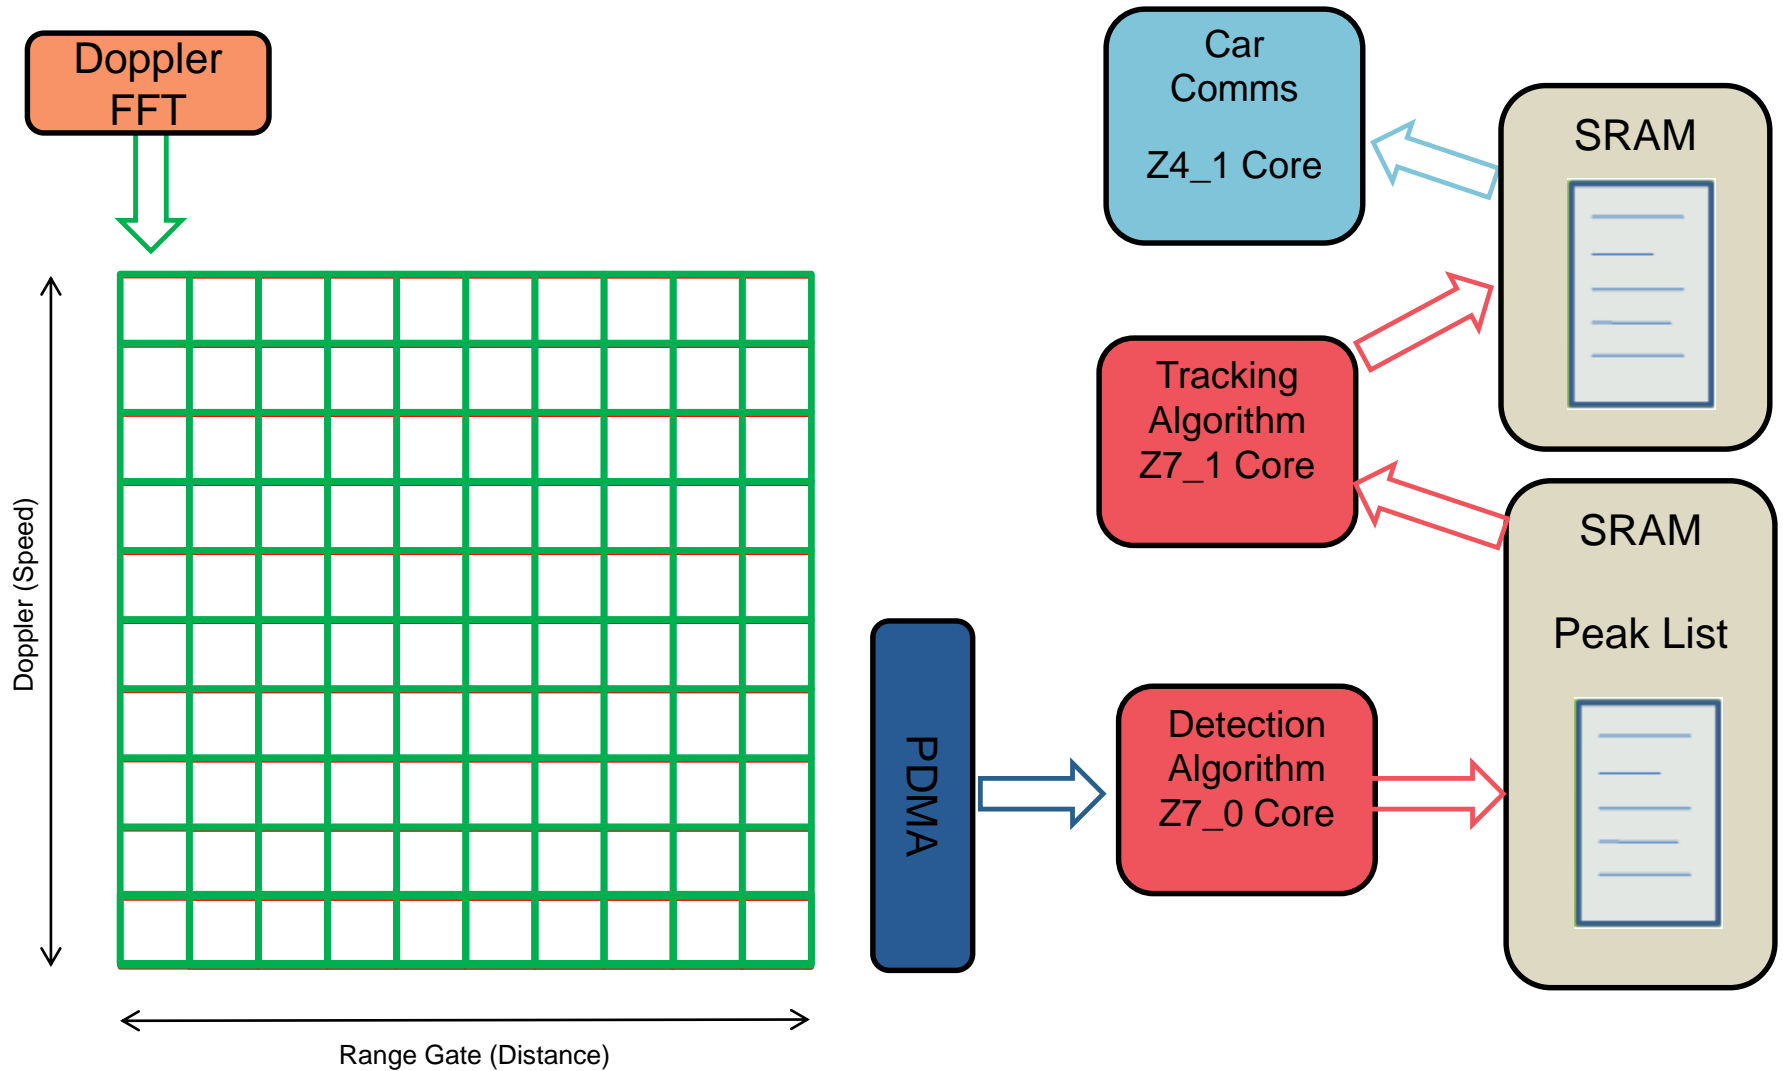 Doppler
FFT
Doppler (Speed)
Range Gate (Distance)
PDMA
Detection
Algorithm
Z7_0 Core
SRAM
Peak List
Tracking
Algorithm
Z7_1 Core
SRAM
Car
Comms
Z4_1 Core